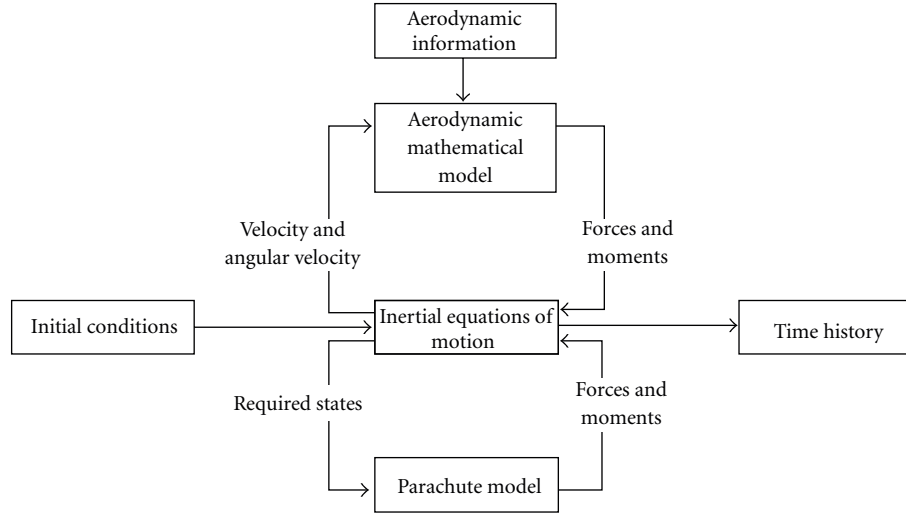 Aerodynamic
information
Aerodynamic
mathematical
model
Velocity and
angular velocity
Forces and
moments
Initial conditions
Inertial equations of
motion
Time history
Required states
Forces and
moments
Parachute model